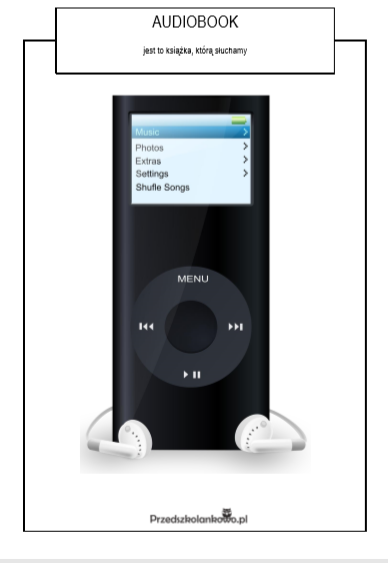 AUDIOBOOK
jest to książka, którą słuchamy
Music
Photos
Extras
Settings
Shufle Songs
MENU
Przedszkolankowo.pl